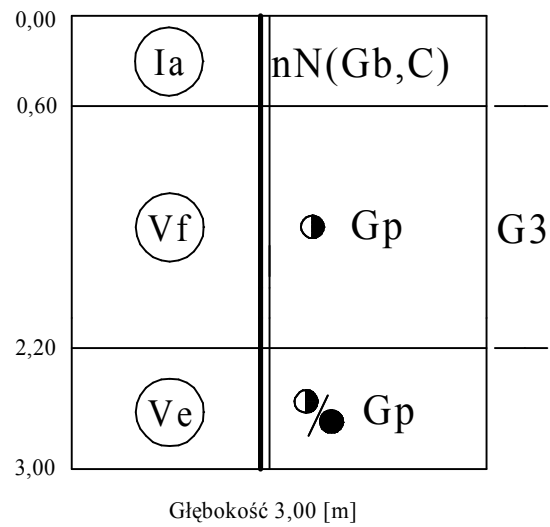 0,00
Ia nN(Gb,C)
0,60
Vf Gp G3
2,20
Ve Gp
3,00
Głębokość 3,00 [m]